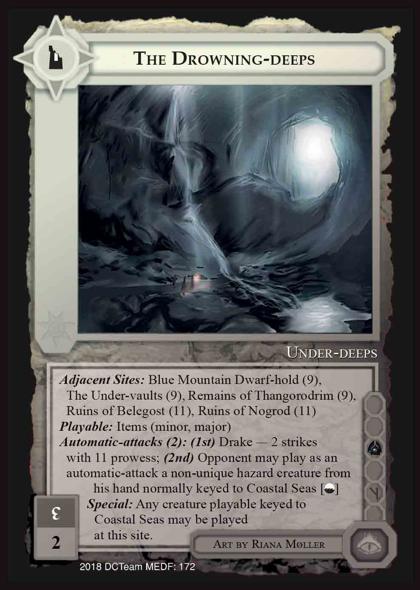 The Drowning-deeps
Under-deeps
Adjacent Sites: Blue Mountain Dwarf-hold (9),
The Under-vaults (9), Remains of Thangorodrim (9),
Ruins of Belegost (11), Ruins of Nogrod (11)
Playable: Items (minor, major)
Automatic-attacks (2): (1st) Drake — 2 strikes
with 11 prowess; (2nd) Opponent may play as an
automatic-attack a non-unique hazard creature from
his hand normally keyed to Coastal Seas []
Special: Any creature playable keyed to
Coastal Seas may be played
at this site.
ε
2
Art by Riana Møller
2018 DCTeam MEDF: 172